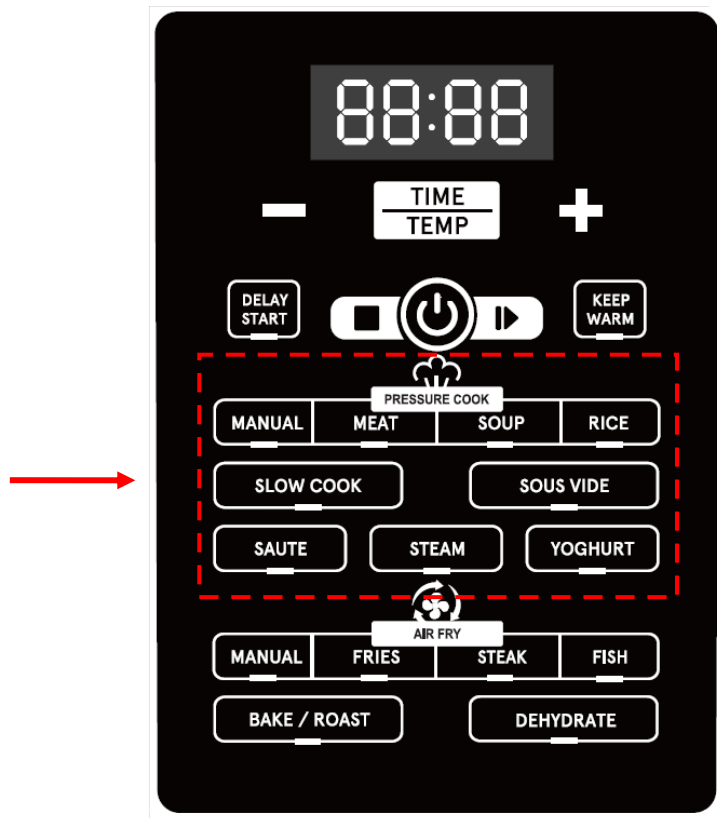 88:88
TIME
TEMP
DELAY
START
KEEP
WARM
PRESSURE COOK
MANUAL MEAT SOUP RICE
SLOW COOK SOUS VIDE
SAUTE STEAM YOGHURT
AIR FRY
MANUAL FRIES STEAK FISH
BAKE / ROAST DEHYDRATE